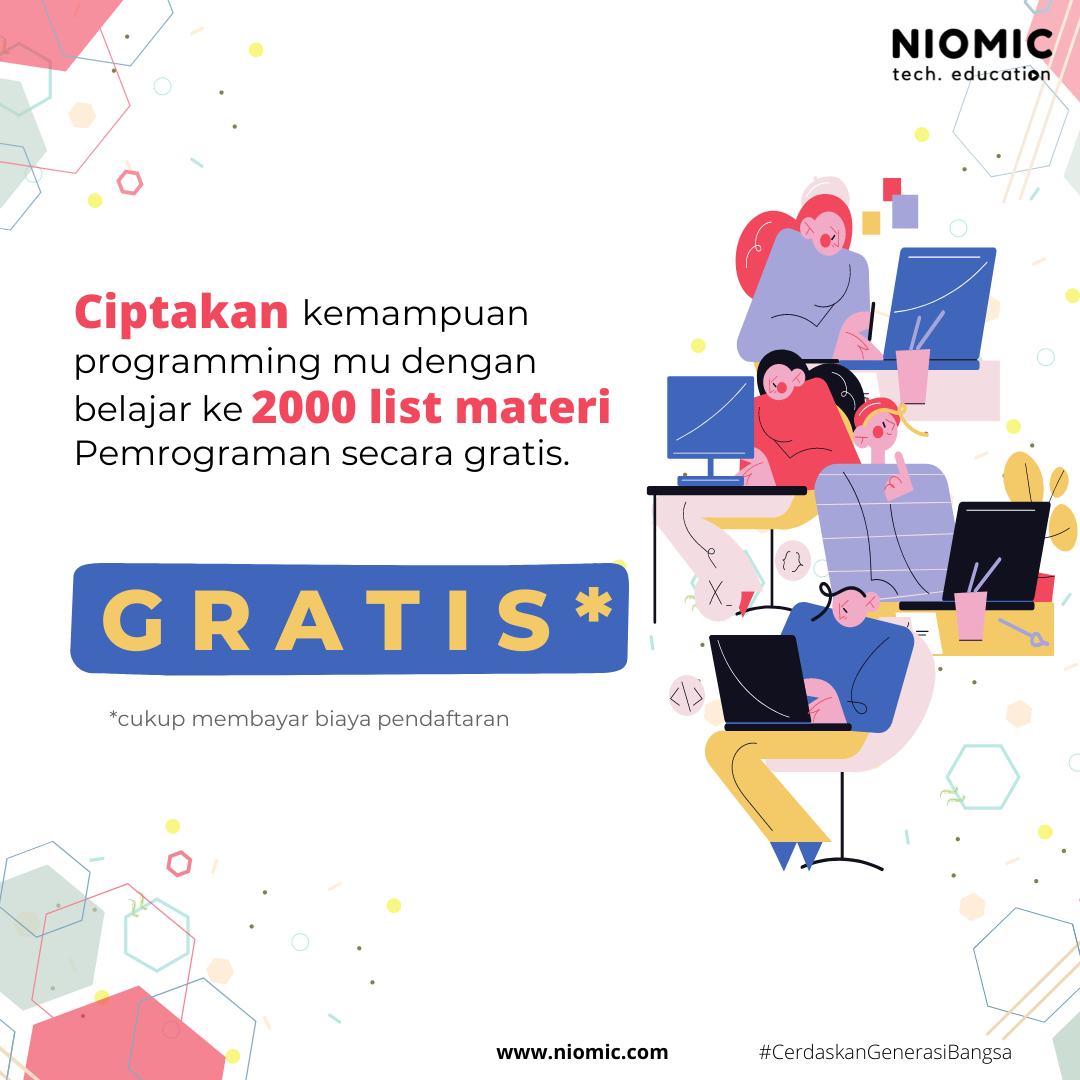 NIOMIC
tech. education
Ciptakan kemampuan
programming mu dengan
belajar ke 2000 list materi
Pemrograman secara gratis.
GRATIS*
*cukup membayar biaya pendaftaran
{}
X_
</>
www.niomic.com
#CerdaskanGenerasiBangsa